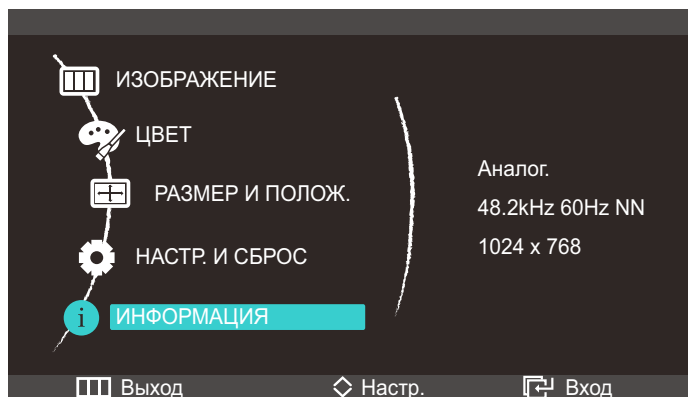 ИЗОБРАЖЕНИЕ
ЦВЕТ
РАЗМЕР И ПОЛОЖ.
НАСТР. И СБРОС
i ИНФОРМАЦИЯ
Аналог.
48.2kHz 60Hz NN
1024 x 768
Выход Настр. Вход